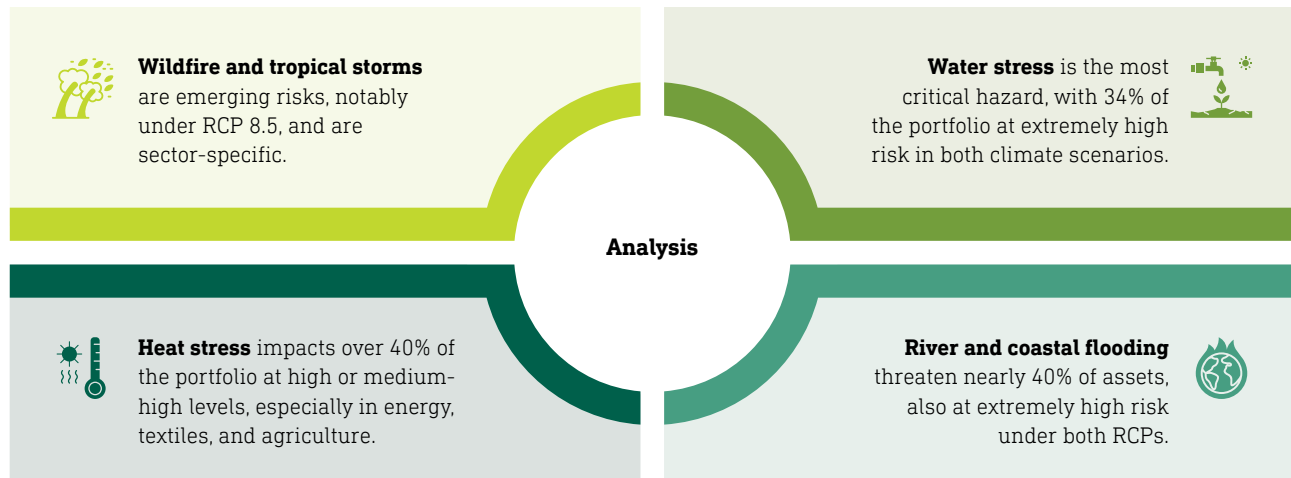 Wildfire and tropical storms
are emerging risks, notably
under RCP 8.5, and are
sector-specific.
Water stress is the most
critical hazard, with 34% of
the portfolio at extremely high
risk in both climate scenarios.
Analysis
Heat stress impacts over 40% of
the portfolio at high or medium-
high levels, especially in energy,
textiles, and agriculture.
River and coastal flooding
threaten nearly 40% of assets,
also at extremely high risk
under both RCPs.